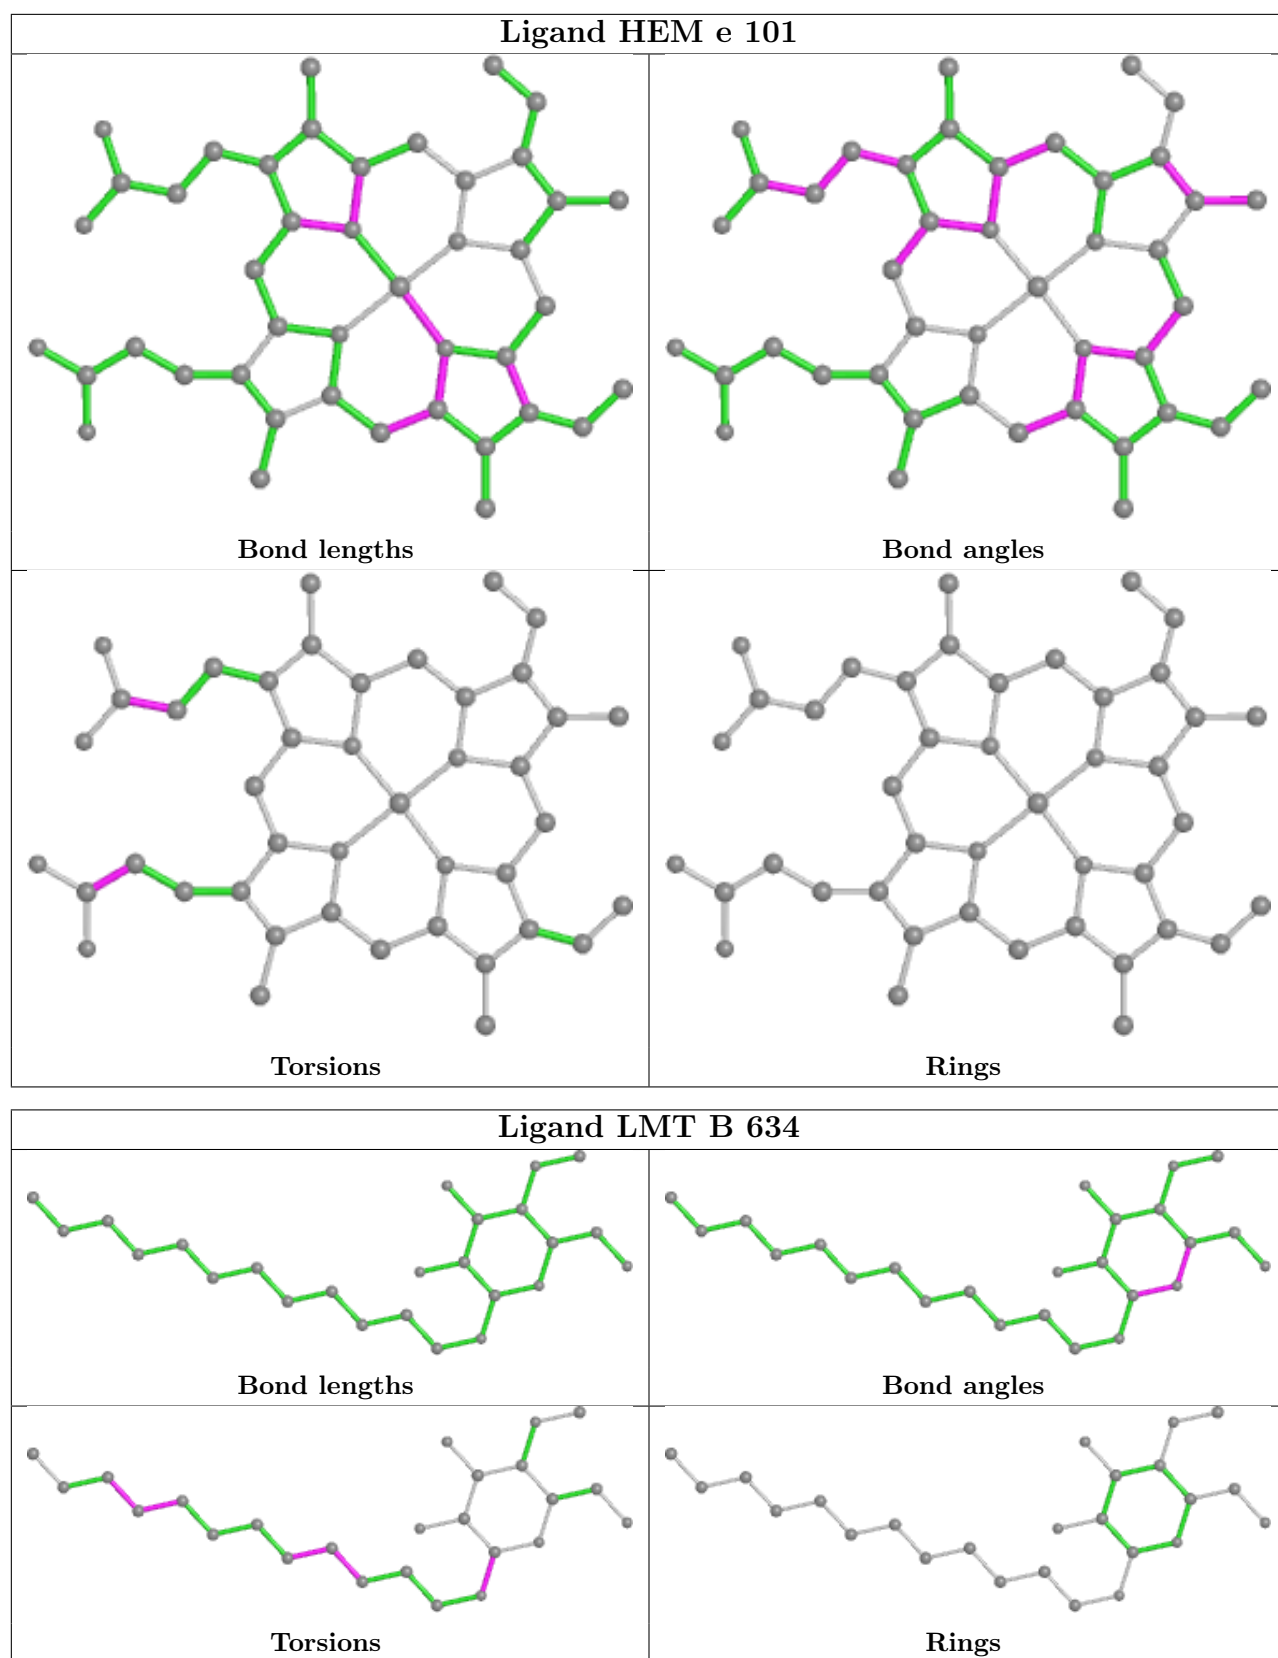 Ligand HEM e 101
Bond lengths
Bond angles
Torsions
Rings
Ligand LMT B 634
Bond lengths
Bond angles
Torsions
Rings